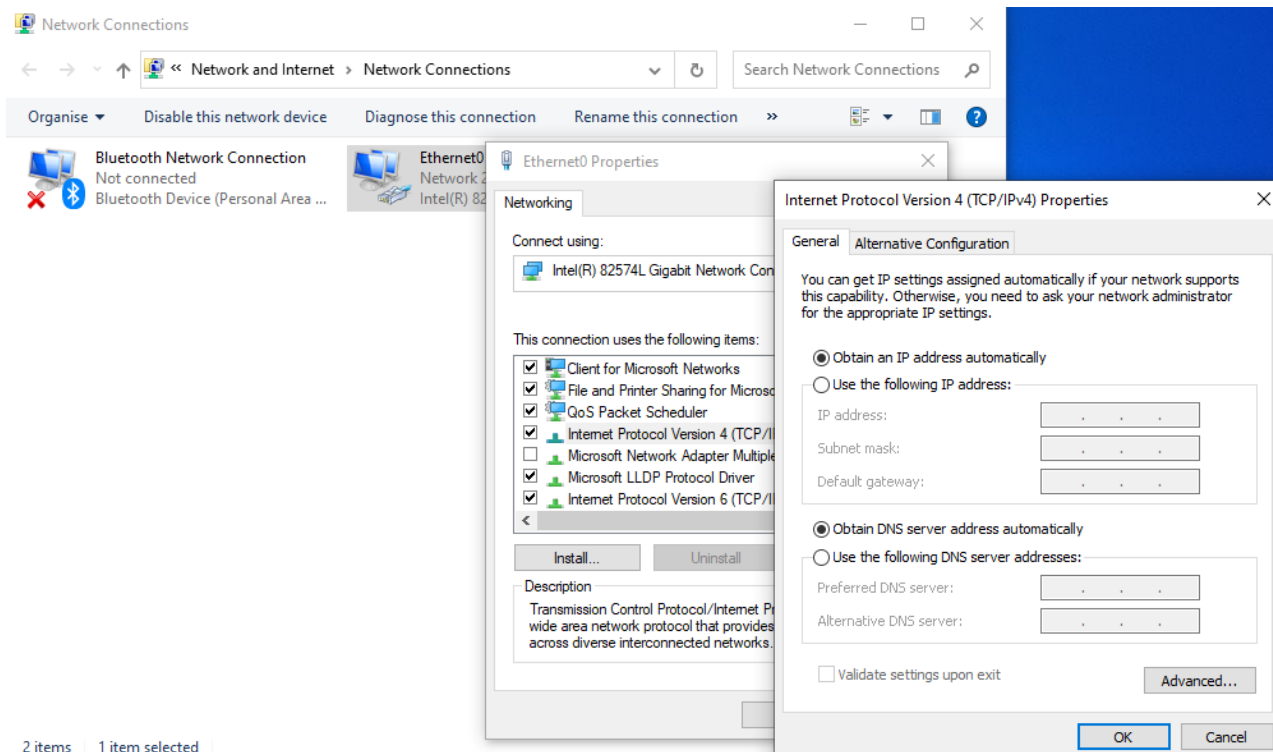 Network Connections
« Network and Internet › Network Connections
Search Network Connections
Organise
Disable this network device
Diagnose this connection
Rename this connection
»
?
Bluetooth Network Connection
Not connected
Bluetooth Device (Personal Area ...
Ethernet0
Network 2
Intel(R) 82
Ethernet0 Properties
Networking
Connect using:
Intel(R) 82574L Gigabit Network Con
This connection uses the following items:
Client for Microsoft Networks
File and Printer Sharing for Microso
QoS Packet Scheduler
Internet Protocol Version 4 (TCP/I
Microsoft Network Adapter Multiple
Microsoft LLDP Protocol Driver
Internet Protocol Version 6 (TCP/I
Install...
Uninstall
Description
Transmission Control Protocol/Internet Pr
wide area network protocol that provides
across diverse interconnected networks.
Internet Protocol Version 4 (TCP/IPv4) Properties
General
Alternative Configuration
You can get IP settings assigned automatically if your network supports
this capability. Otherwise, you need to ask your network administrator
for the appropriate IP settings.
Obtain an IP address automatically
Use the following IP address:
IP address:
. . .
Subnet mask:
. . .
Default gateway:
. . .
Obtain DNS server address automatically
Use the following DNS server addresses:
Preferred DNS server:
. . .
Alternative DNS server:
. . .
Validate settings upon exit
Advanced...
OK
Cancel
2 items
1 item selected